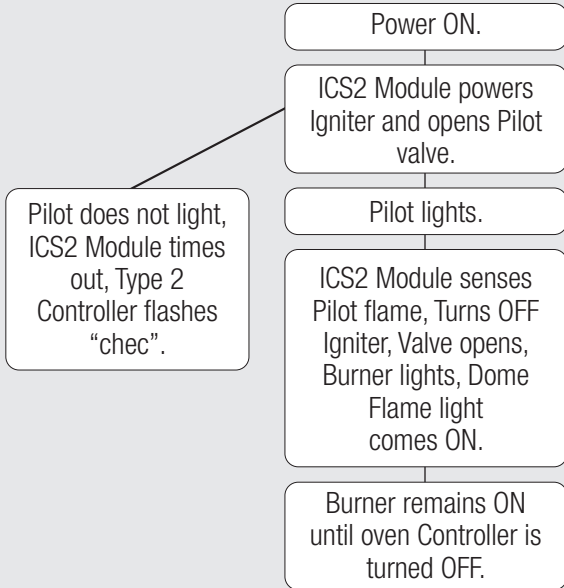 Power ON.
ICS2 Module powers
Igniter and opens Pilot
valve.
Pilot does not light,
ICS2 Module times
out, Type 2
Controller flashes
“chec”.
Pilot lights.
ICS2 Module senses
Pilot flame, Turns OFF
Igniter, Valve opens,
Burner lights, Dome
Flame light
comes ON.
Burner remains ON
until oven Controller is
turned OFF.